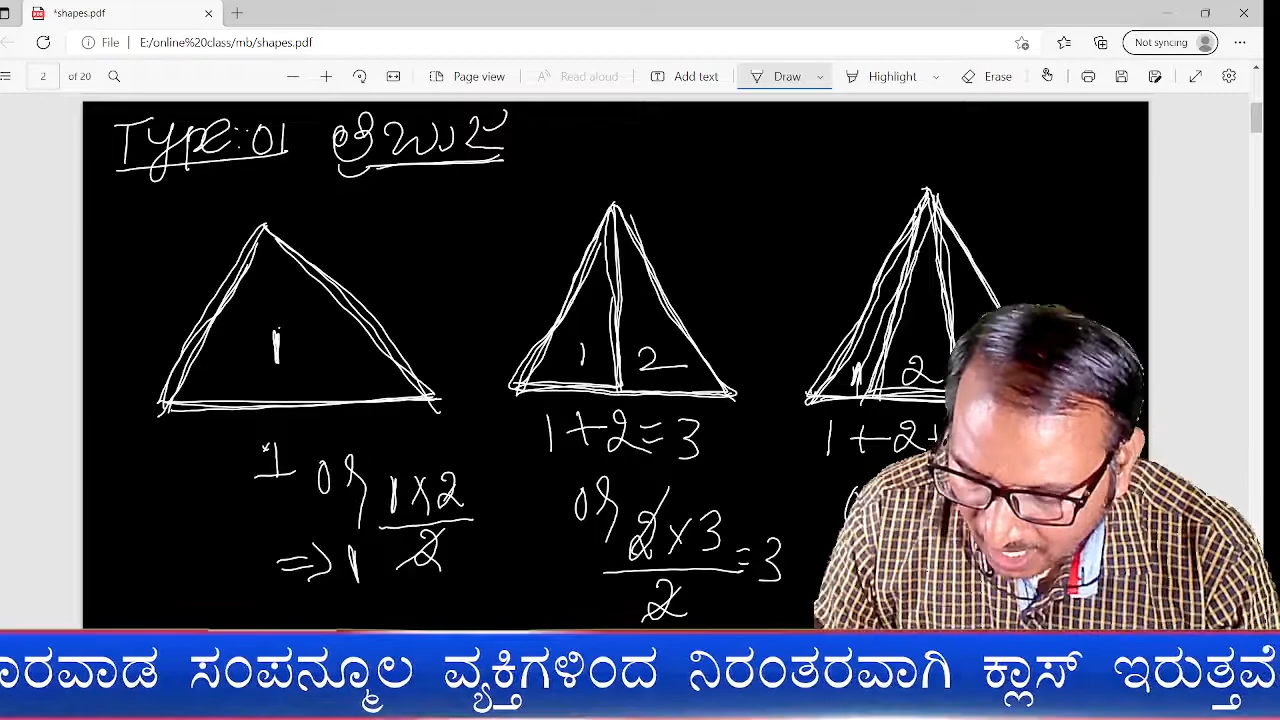 *shapes.pdf
File E:/online%20class/mb/shapes.pdf Not syncing
2 of 20 Page view Read aloud Add text Draw Highlight Erase
Type:01 ತ್ರಿಭುಜ
1
1 2
1 2
1+2=3
1+2+
1 or 1×2/2
=> 1
or 2×3/2 =3
ಾರವಾಡ ಸಂಪನ್ಮೂಲ ವ್ಯಕ್ತಿಗಳಿಂದ ನಿರಂತರವಾಗಿ ಕ್ಲಾಸ್ ಇರುತ್ತವೆ